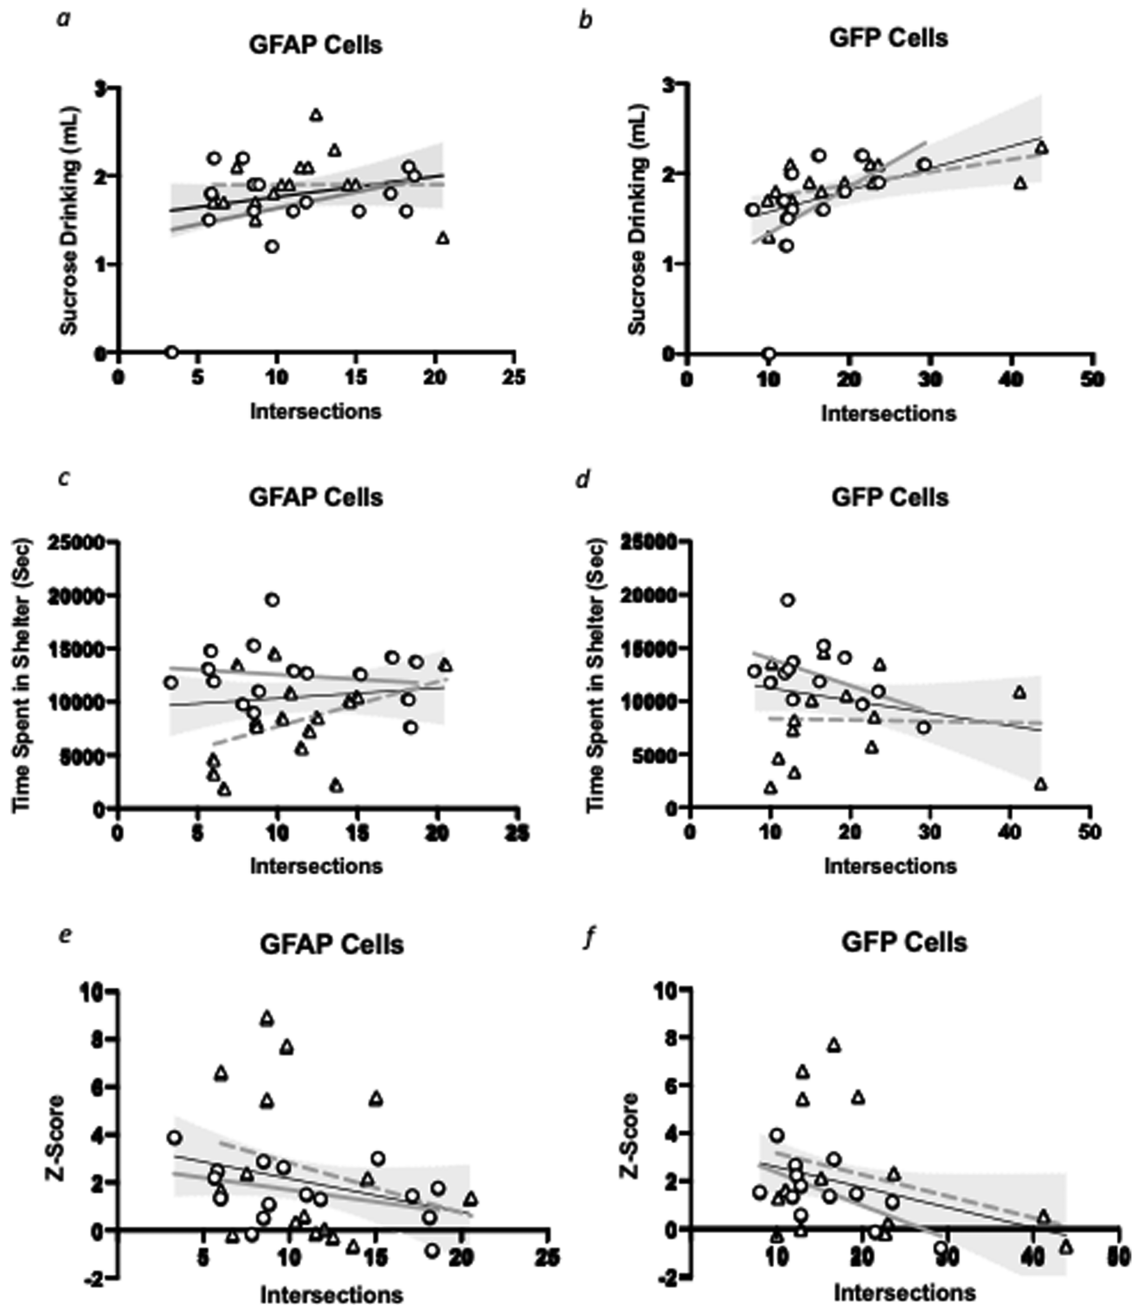 a
GFAP Cells
Sucrose Drinking (mL)
3
2
1
0
0 5 10 15 20 25
Intersections
b
GFP Cells
Sucrose Drinking (mL)
3
2
1
0
0 10 20 30 40 50
Intersections
c
GFAP Cells
Time Spent in Shelter (Sec)
25000
20000
15000
10000
5000
0
0 5 10 15 20 25
Intersections
d
GFP Cells
Time Spent in Shelter (Sec)
25000
20000
15000
10000
5000
0
0 10 20 30 40 50
Intersections
e
GFAP Cells
Z-Score
10
8
6
4
2
0
-2
5 10 15 20 25
Intersections
f
GFP Cells
Z-Score
10
8
6
4
2
0
-2
10 20 30 40 50
Intersections